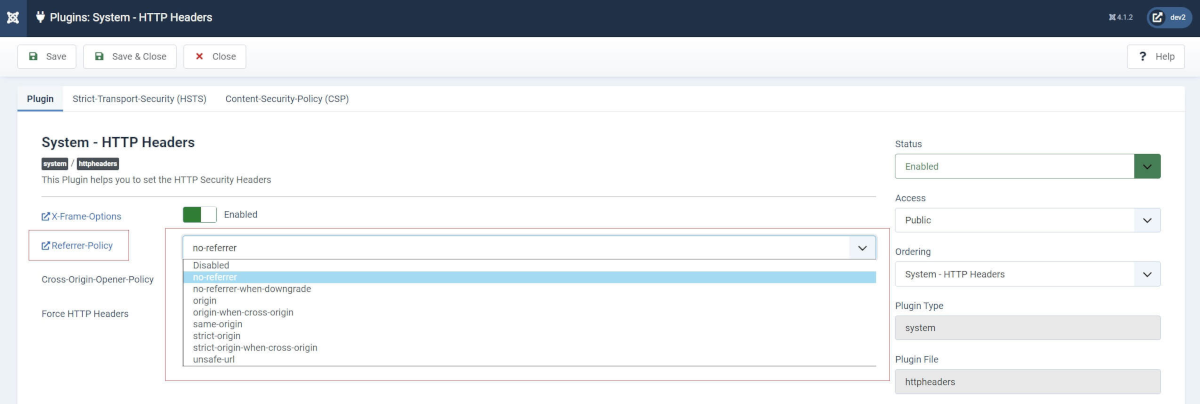 Plugins: System - HTTP Headers
4.1.2
dev2
Save
Save & Close
Close
Help
Plugin
Strict-Transport-Security (HSTS)
Content-Security-Policy (CSP)
System - HTTP Headers
system / httpheaders
This Plugin helps you to set the HTTP Security Headers
X-Frame-Options
Enabled
Referrer-Policy
no-referrer
Disabled
no-referrer
no-referrer-when-downgrade
origin
origin-when-cross-origin
same-origin
strict-origin
strict-origin-when-cross-origin
unsafe-url
Cross-Origin-Opener-Policy
Force HTTP Headers
Status
Enabled
Access
Public
Ordering
System - HTTP Headers
Plugin Type
system
Plugin File
httpheaders